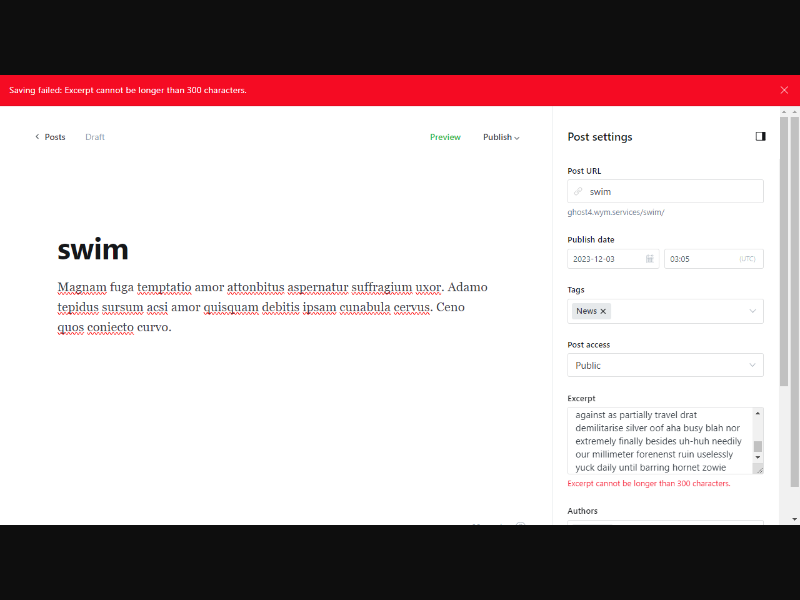 Saving failed: Excerpt cannot be longer than 300 characters.
Posts
Draft
Preview
Publish
Post settings
Post URL
swim
ghost4.wym.services/swim/
Publish date
2023-12-03
03:05
(UTC)
Tags
News
Post access
Public
Excerpt
against as partially travel drat
demilitarise silver oof aha busy blah nor
extremely finally besides uh-huh needily
our millimeter forenenst ruin uselessly
yuck daily until barring hornet zowie
Excerpt cannot be longer than 300 characters.
Authors
swim
Magnam fuga temptatio amor attonbitus aspernatur suffragium uxor. Adamo
tepidus sursum acsi amor quisquam debitis ipsam cunabula cervus. Ceno
quos coniecto curvo.